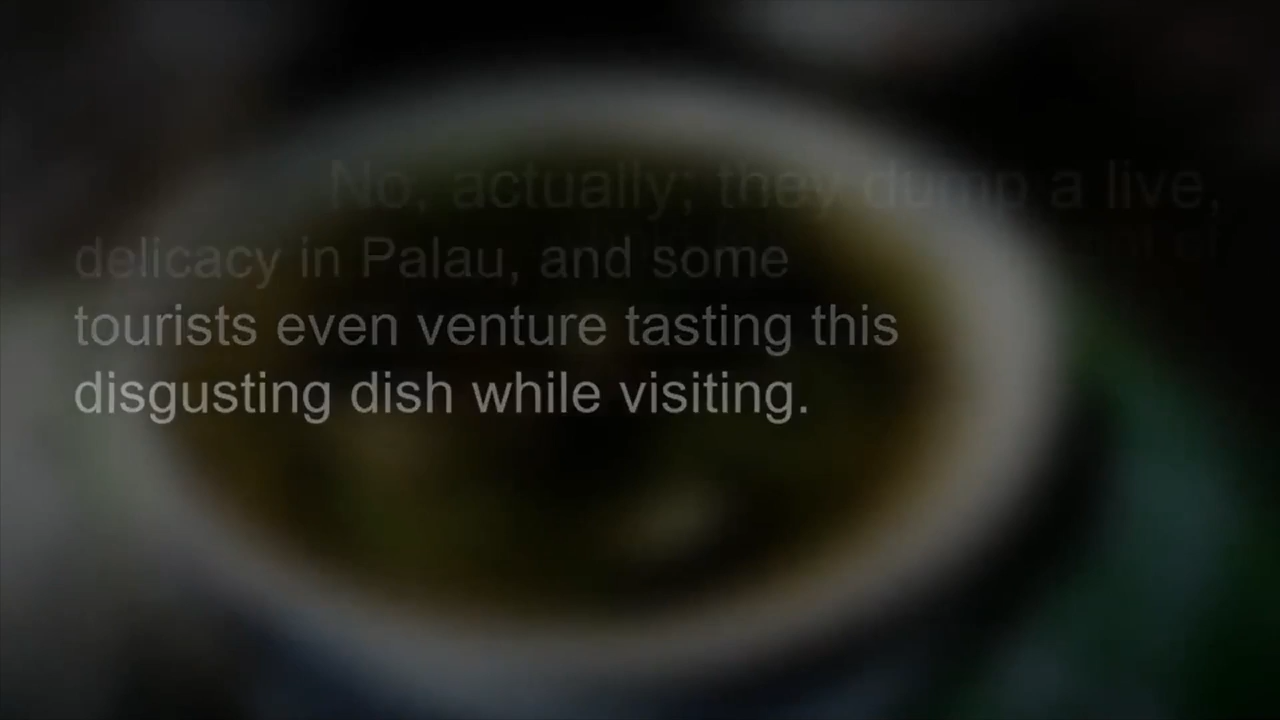 No, actually; they dump a live,
delicacy in Palau, and some
tourists even venture tasting this
disgusting dish while visiting.